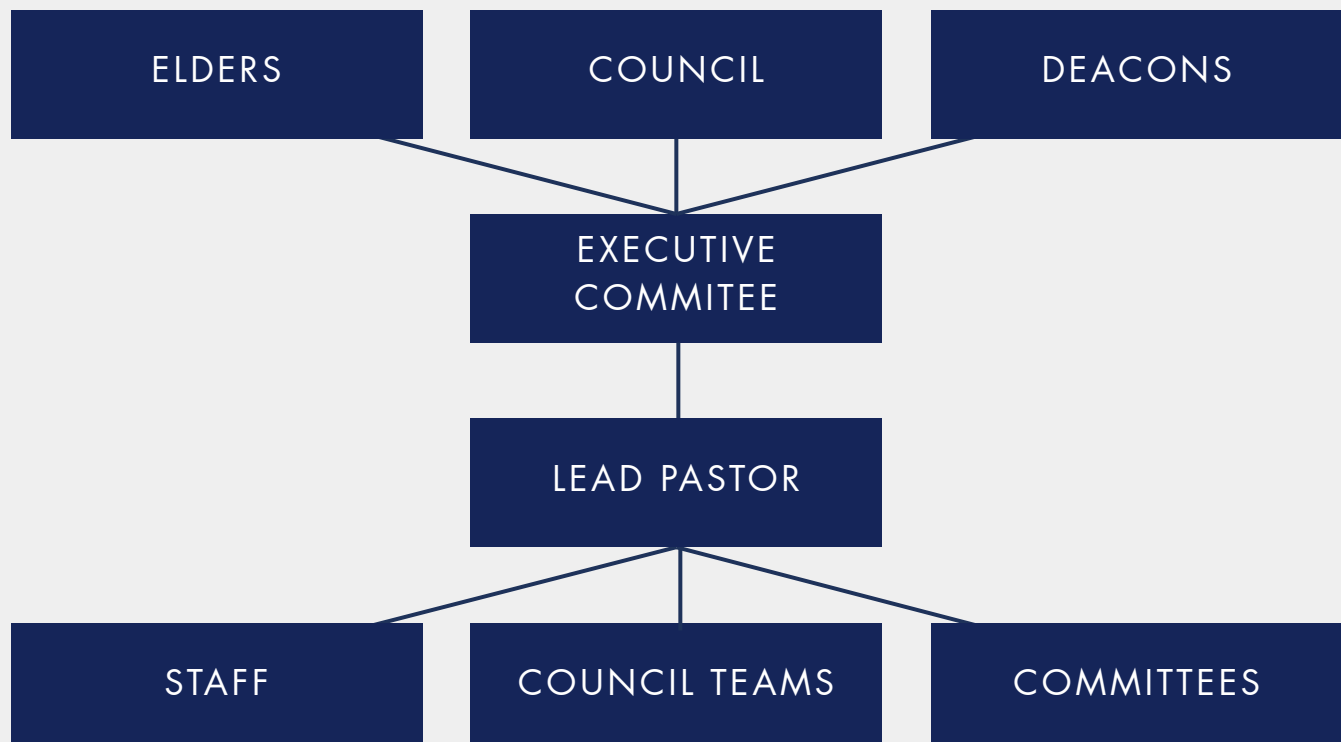 ELDERS
COUNCIL
DEACONS
EXECUTIVE
COMMITEE
LEAD PASTOR
STAFF
COUNCIL TEAMS
COMMITTEES